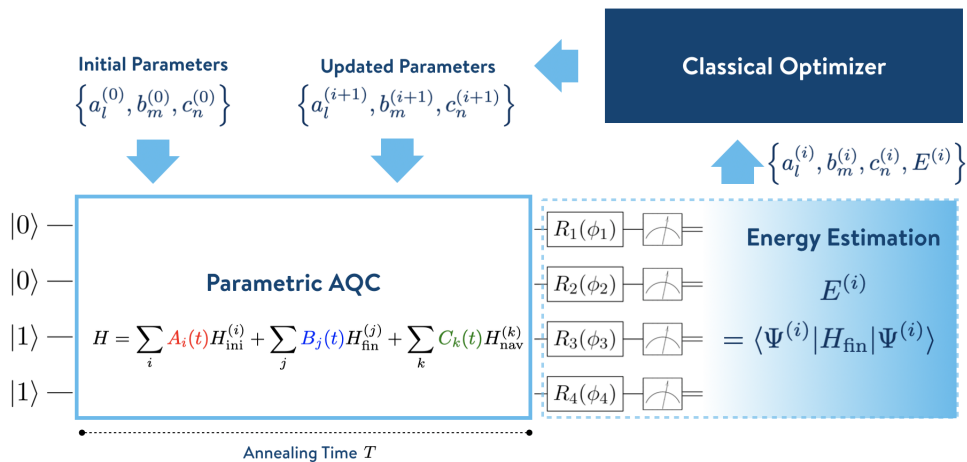 Initial Parameters
{a_l^{(0)}, b_m^{(0)}, c_n^{(0)}}
Updated Parameters
{a_l^{(i+1)}, b_m^{(i+1)}, c_n^{(i+1)}}
Classical Optimizer
{a_l^{(i)}, b_m^{(i)}, c_n^{(i)}, E^{(i)}}
|0⟩
|0⟩
|1⟩
|1⟩
Parametric AQC
H = ∑_i A_i(t)H_ini^{(i)} + ∑_j B_j(t)H_fin^{(j)} + ∑_k C_k(t)H_nav^{(k)}
R_1(ϕ_1)
R_2(ϕ_2)
R_3(ϕ_3)
R_4(ϕ_4)
Energy Estimation
E^{(i)}
= ⟨Ψ^{(i)}|H_fin|Ψ^{(i)}⟩
Annealing Time T